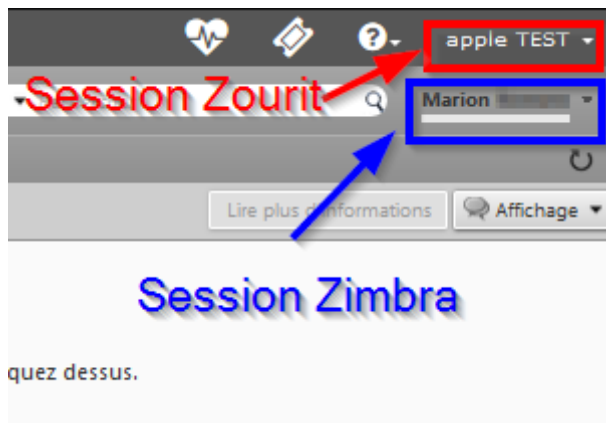 apple TEST
Session Zourit
Marion
Lire plus d'informations
Affichage
Session Zimbra
quez dessus.